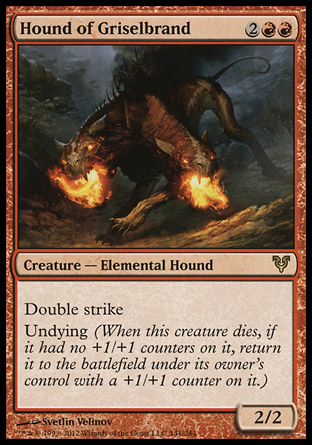 Hound of Griselbrand 2
Creature — Elemental Hound
Double strike
Undying (When this creature dies, if
it had no +1/+1 counters on it, return
it to the battlefield under its owner's
control with a +1/+1 counter on it.)
Svetlin Velinov
2/2